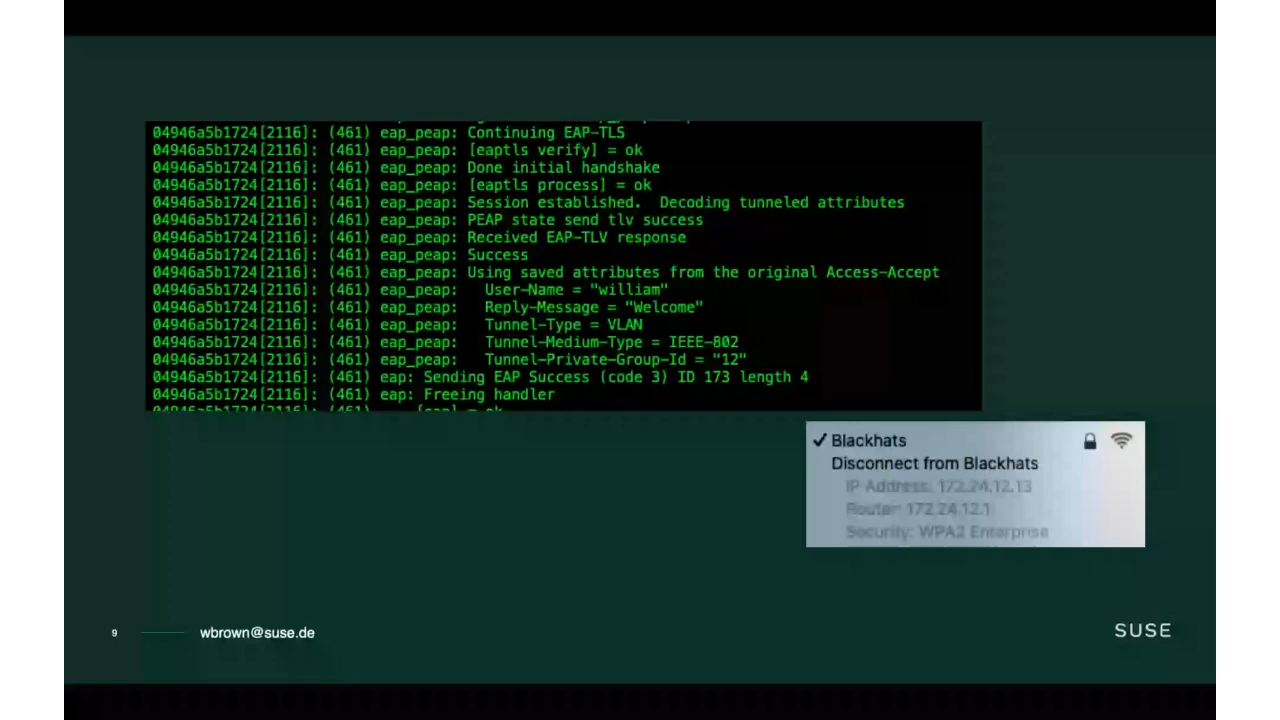 04946a5b1724[2116]: (461) eap_peap: Continuing EAP-TLS
04946a5b1724[2116]: (461) eap_peap: [eaptls verify] = ok
04946a5b1724[2116]: (461) eap_peap: Done initial handshake
04946a5b1724[2116]: (461) eap_peap: [eaptls process] = ok
04946a5b1724[2116]: (461) eap_peap: Session established.  Decoding tunneled attributes
04946a5b1724[2116]: (461) eap_peap: PEAP state send tlv success
04946a5b1724[2116]: (461) eap_peap: Received EAP-TLV response
04946a5b1724[2116]: (461) eap_peap: Success
04946a5b1724[2116]: (461) eap_peap: Using saved attributes from the original Access-Accept
04946a5b1724[2116]: (461) eap_peap:   User-Name = "william"
04946a5b1724[2116]: (461) eap_peap:   Reply-Message = "Welcome"
04946a5b1724[2116]: (461) eap_peap:   Tunnel-Type = VLAN
04946a5b1724[2116]: (461) eap_peap:   Tunnel-Medium-Type = IEEE-802
04946a5b1724[2116]: (461) eap_peap:   Tunnel-Private-Group-Id = "12"
04946a5b1724[2116]: (461) eap: Sending EAP Success (code 3) ID 173 length 4
04946a5b1724[2116]: (461) eap: Freeing handler
✓ Blackhats
Disconnect from Blackhats
IP Address: 172.24.12.13
Router: 172.24.12.1
Security: WPA2 Enterprise
9
wbrown@suse.de
SUSE